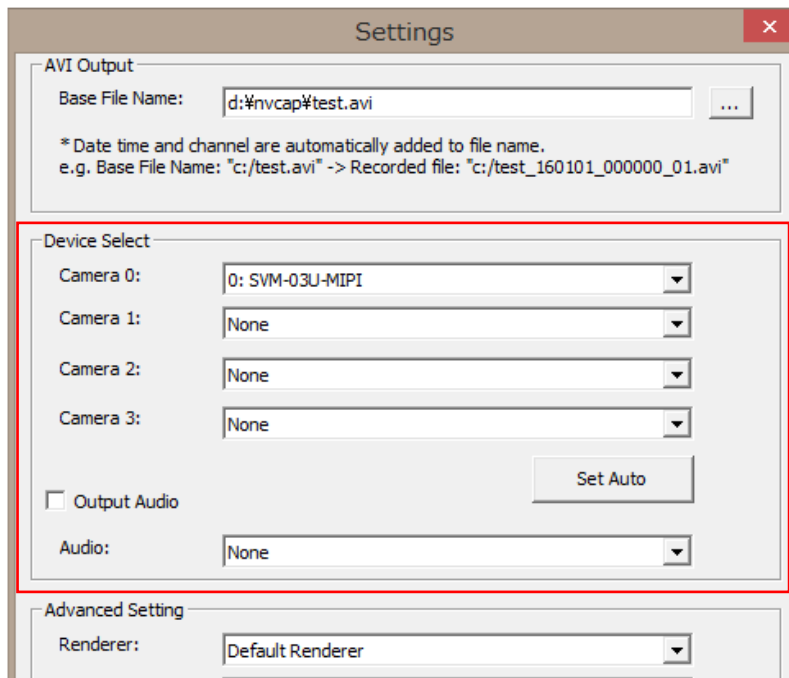 Settings
AVI Output
Base File Name: d:¥nvcap¥test.avi ...
* Date time and channel are automatically added to file name.
e.g. Base File Name: "c:/test.avi" -> Recorded file: "c:/test_160101_000000_01.avi"
Device Select
Camera 0: 0: SVM-03U-MIPI
Camera 1: None
Camera 2: None
Camera 3: None
Set Auto
Output Audio
Audio: None
Advanced Setting
Renderer: Default Renderer